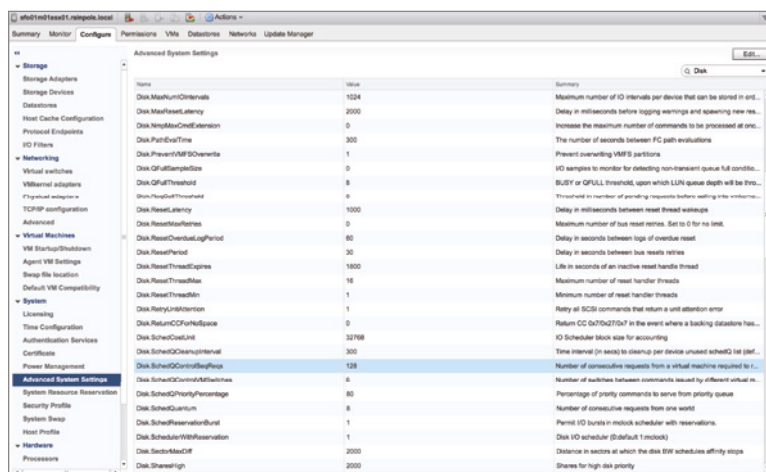 sfo01m01esx01.rainpole.local Actions
Summary Monitor Configure Permissions VMs Datastores Networks Update Manager
Storage
Storage Adapters
Storage Devices
Datastores
Host Cache Configuration
Protocol Endpoints
I/O Filters
Networking
Virtual switches
VMkernel adapters
Physical adapters
TCP/IP configuration
Advanced
Virtual Machines
VM Startup/Shutdown
Agent VM Settings
Swap file location
Default VM Compatibility
System
Licensing
Time Configuration
Authentication Services
Certificate
Power Management
Advanced System Settings
System Resource Reservation
Security Profile
System Swap
Host Profile
Hardware
Processors
Advanced System Settings
Edit...
Disk
Name Value Summary
Disk.MaxNumIOIntervals 1024 Maximum number of IO intervals per device that can be stored in ord...
Disk.MaxResetLatency 2000 Delay in milliseconds before logging warnings and spawning new res...
Disk.NmpMaxCmdExtension 0 Increase the maximum number of commands to be processed at onc...
Disk.PathEvalTime 300 The number of seconds between FC path evaluations
Disk.PreventVMFSOverwrite 1 Prevent overwriting VMFS partitions
Disk.QFullSampleSize 0 I/O samples to monitor for detecting non-transient queue full conditio...
Disk.QFullThreshold 8 BUSY or QFULL threshold, upon which LUN queue depth will be thro...
Disk.ReqCallThreshold 8 Threshold in number of pending requests before calling into vmkerne...
Disk.ResetLatency 1000 Delay in milliseconds between reset thread wakeups
Disk.ResetMaxRetries 0 Maximum number of bus reset retries. Set to 0 for no limit.
Disk.ResetOverdueLogPeriod 60 Delay in seconds between logs of overdue reset
Disk.ResetPeriod 30 Delay in seconds between bus resets retries
Disk.ResetThreadExpires 1800 Life in seconds of an inactive reset handle thread
Disk.ResetThreadMax 16 Maximum number of reset handler threads
Disk.ResetThreadMin 1 Minimum number of reset handler threads
Disk.RetryUnitAttention 1 Retry all SCSI commands that return a unit attention error
Disk.ReturnCCForNoSpace 0 Return CC 0x7/0x27/0x7 in the event where a backing datastore has...
Disk.SchedCostUnit 32768 IO Scheduler block size for accounting
Disk.SchedQCleanupInterval 300 Time interval (in secs) to cleanup per device unused schedQ list (def...
Disk.SchedQControlSeqReqs 128 Number of consecutive requests from a virtual machine required to r...
Disk.SchedQControlVMSwitches 6 Number of switches between commands issued by different virtual m...
Disk.SchedQPriorityPercentage 80 Percentage of priority commands to serve from priority queue
Disk.SchedQuantum 8 Number of consecutive requests from one world
Disk.SchedReservationBurst 1 Permit I/O bursts in mclock scheduler with reservations.
Disk.SchedulerWithReservation 1 Disk I/O scheduler (0:default 1:mclock)
Disk.SectorMaxDiff 2000 Distance in sectors at which the disk BW schedules affinity stops
Disk.SharesHigh 2000 Shares for high disk priority